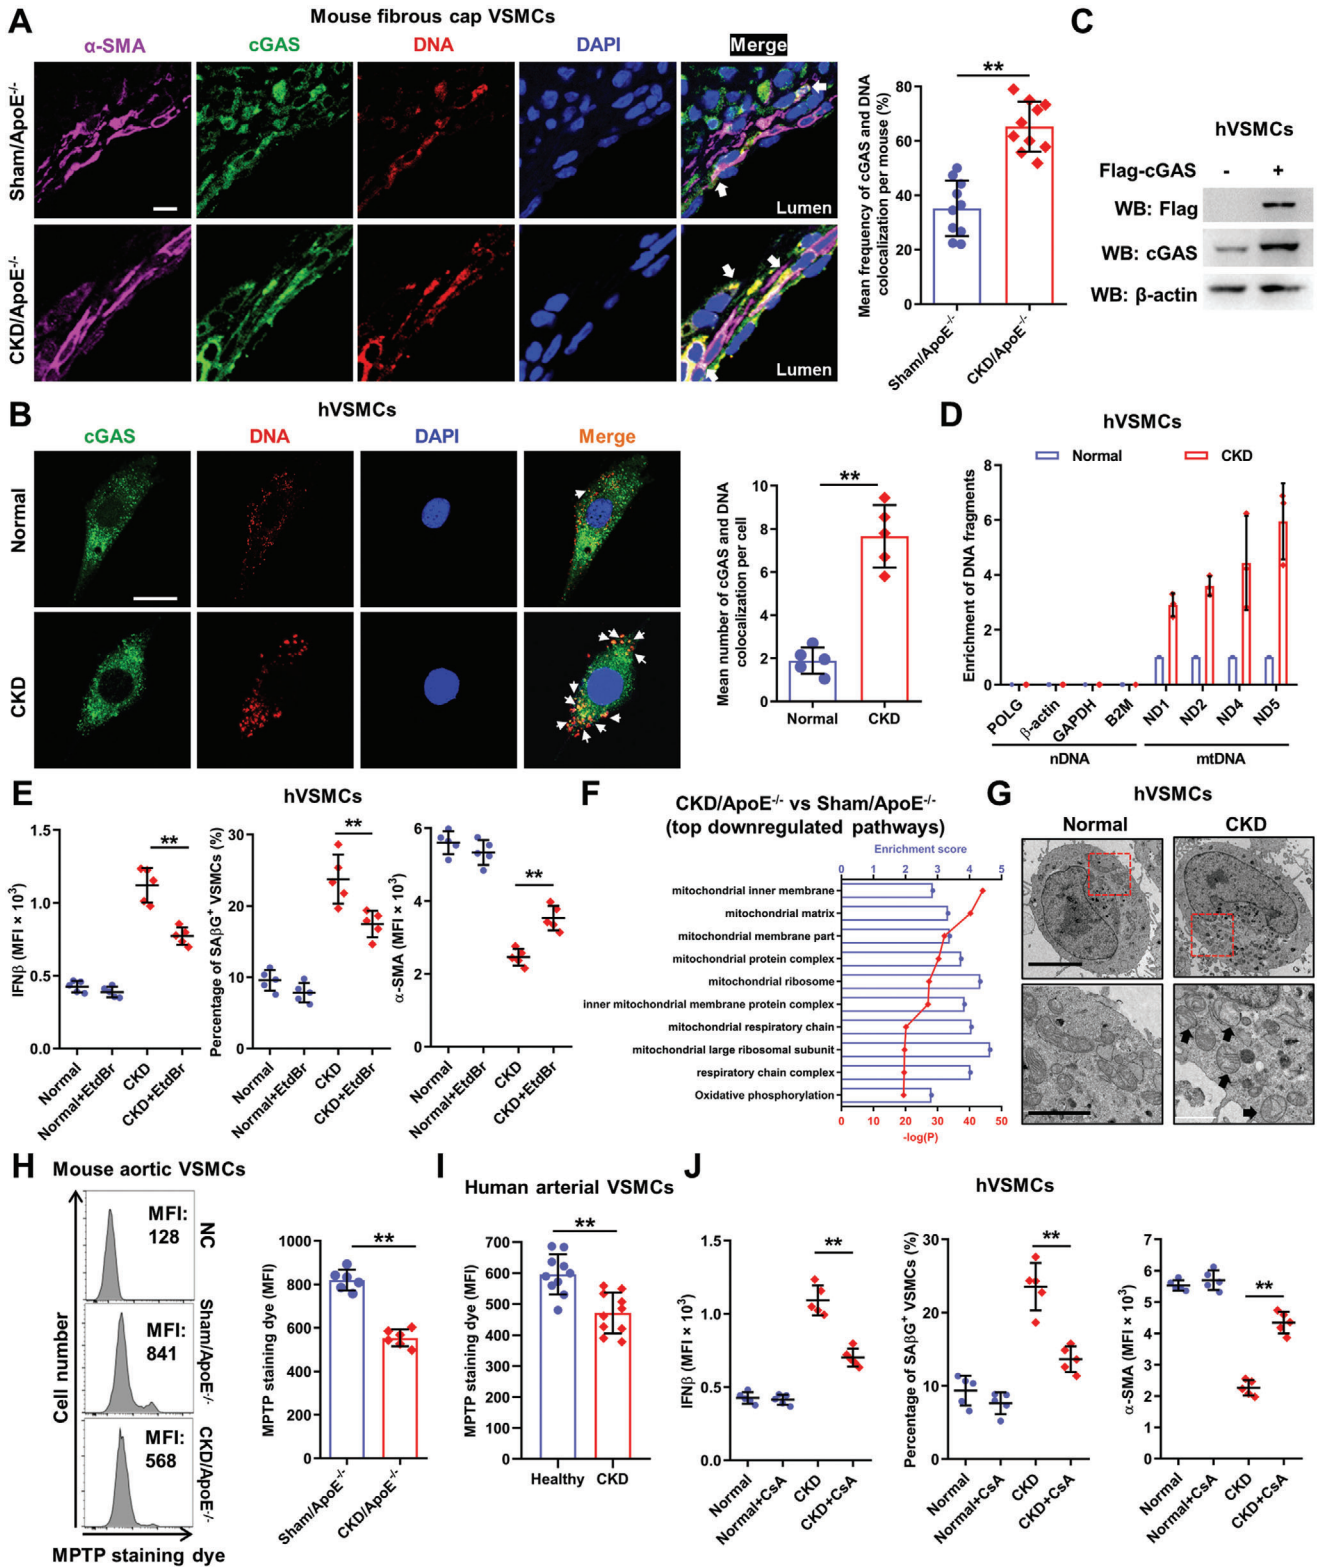 A
Mouse fibrous cap VSMCs
α-SMA
cGAS
DNA
DAPI
Merge
Sham/ApoE-/-
Lumen
CKD/ApoE-/-
Lumen
Mean frequency of cGAS and DNA
colocalization per mouse (%)
80
60
40
20
0
**
Sham/ApoE-/-
CKD/ApoE-/-
C
hVSMCs
Flag-cGAS - +
WB: Flag
WB: cGAS
WB: β-actin
B
hVSMCs
cGAS
DNA
DAPI
Merge
Normal
CKD
Mean number of cGAS and DNA
colocalization per cell
10
8
6
4
2
0
**
Normal
CKD
D
hVSMCs
Normal
CKD
Enrichment of DNA fragments
8
6
4
2
0
POLG
β-actin
GAPDH
B2M
ND1
ND2
ND4
ND5
nDNA
mtDNA
E
hVSMCs
IFNβ (MFI × 10³)
1.5
1.0
0.5
0.0
**
Normal
Normal+EtdBr
CKD
CKD+EtdBr
Percentage of SAβG⁺ VSMCs (%)
30
20
10
0
**
Normal
Normal+EtdBr
CKD
CKD+EtdBr
α-SMA (MFI × 10³)
6
4
2
0
**
Normal
Normal+EtdBr
CKD
CKD+EtdBr
F
CKD/ApoE-/- vs Sham/ApoE-/-
(top downregulated pathways)
Enrichment score
0 1 2 3 4 5
mitochondrial inner membrane
mitochondrial matrix
mitochondrial membrane part
mitochondrial protein complex
mitochondrial ribosome
inner mitochondrial membrane protein complex
mitochondrial respiratory chain
mitochondrial large ribosomal subunit
respiratory chain complex
Oxidative phosphorylation
0 10 20 30 40 50
-log(P)
G
hVSMCs
Normal
CKD
H
Mouse aortic VSMCs
MFI:
128
NC
MFI:
841
Sham/ApoE-/-
MFI:
568
CKD/ApoE-/-
Cell number
MPTP staining dye
MPTP staining dye (MFI)
1000
800
600
400
200
0
**
Sham/ApoE-/-
CKD/ApoE-/-
I
Human arterial VSMCs
MPTP staining dye (MFI)
700
600
500
400
300
200
100
0
**
Healthy
CKD
J
hVSMCs
IFNβ (MFI × 10³)
1.5
1.0
0.5
0.0
**
Normal
Normal+CsA
CKD
CKD+CsA
Percentage of SAβG⁺ VSMCs (%)
30
20
10
0
**
Normal
Normal+CsA
CKD
CKD+CsA
α-SMA (MFI × 10³)
7
6
5
4
3
2
1
0
**
Normal
Normal+CsA
CKD
CKD+CsA